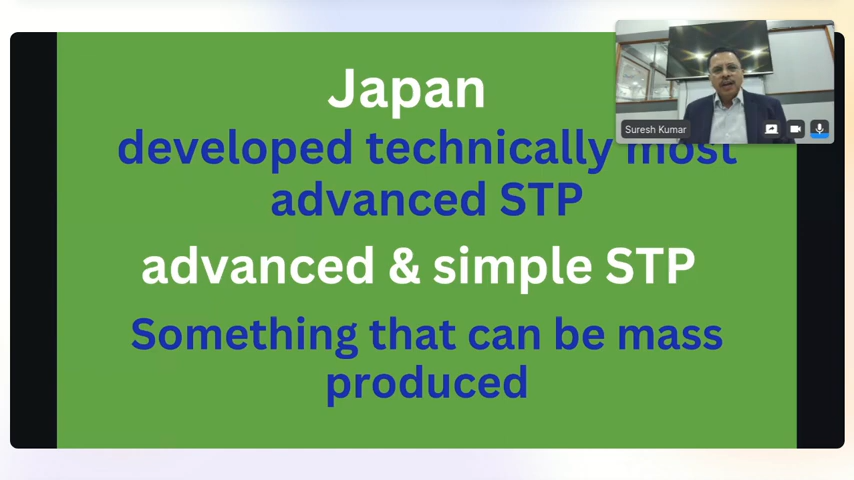 Japan
Suresh Kumar
developed technically most
advanced STP
advanced & simple STP
Something that can be mass
produced